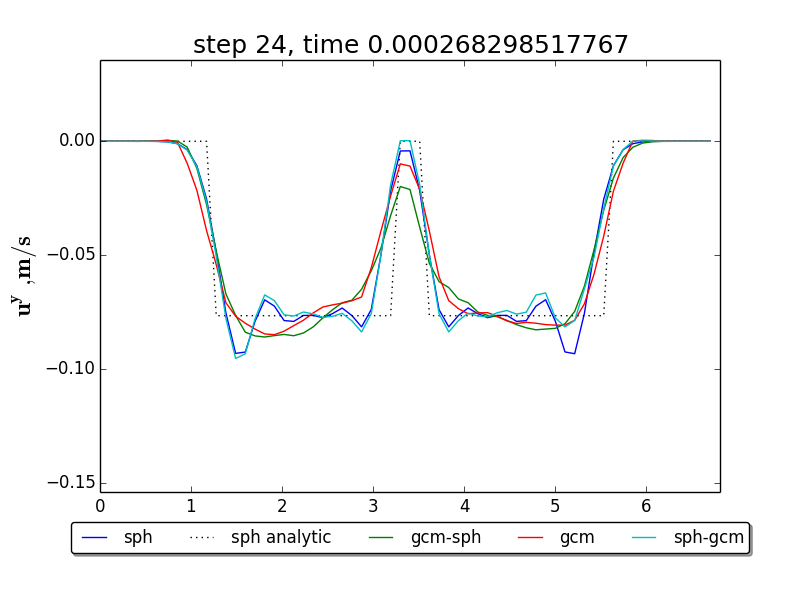 step 24, time 0.000268298517767
0.00
−0.05
−0.10
−0.15
u^y ,m/s
0 1 2 3 4 5 6
sph sph analytic gcm-sph gcm sph-gcm